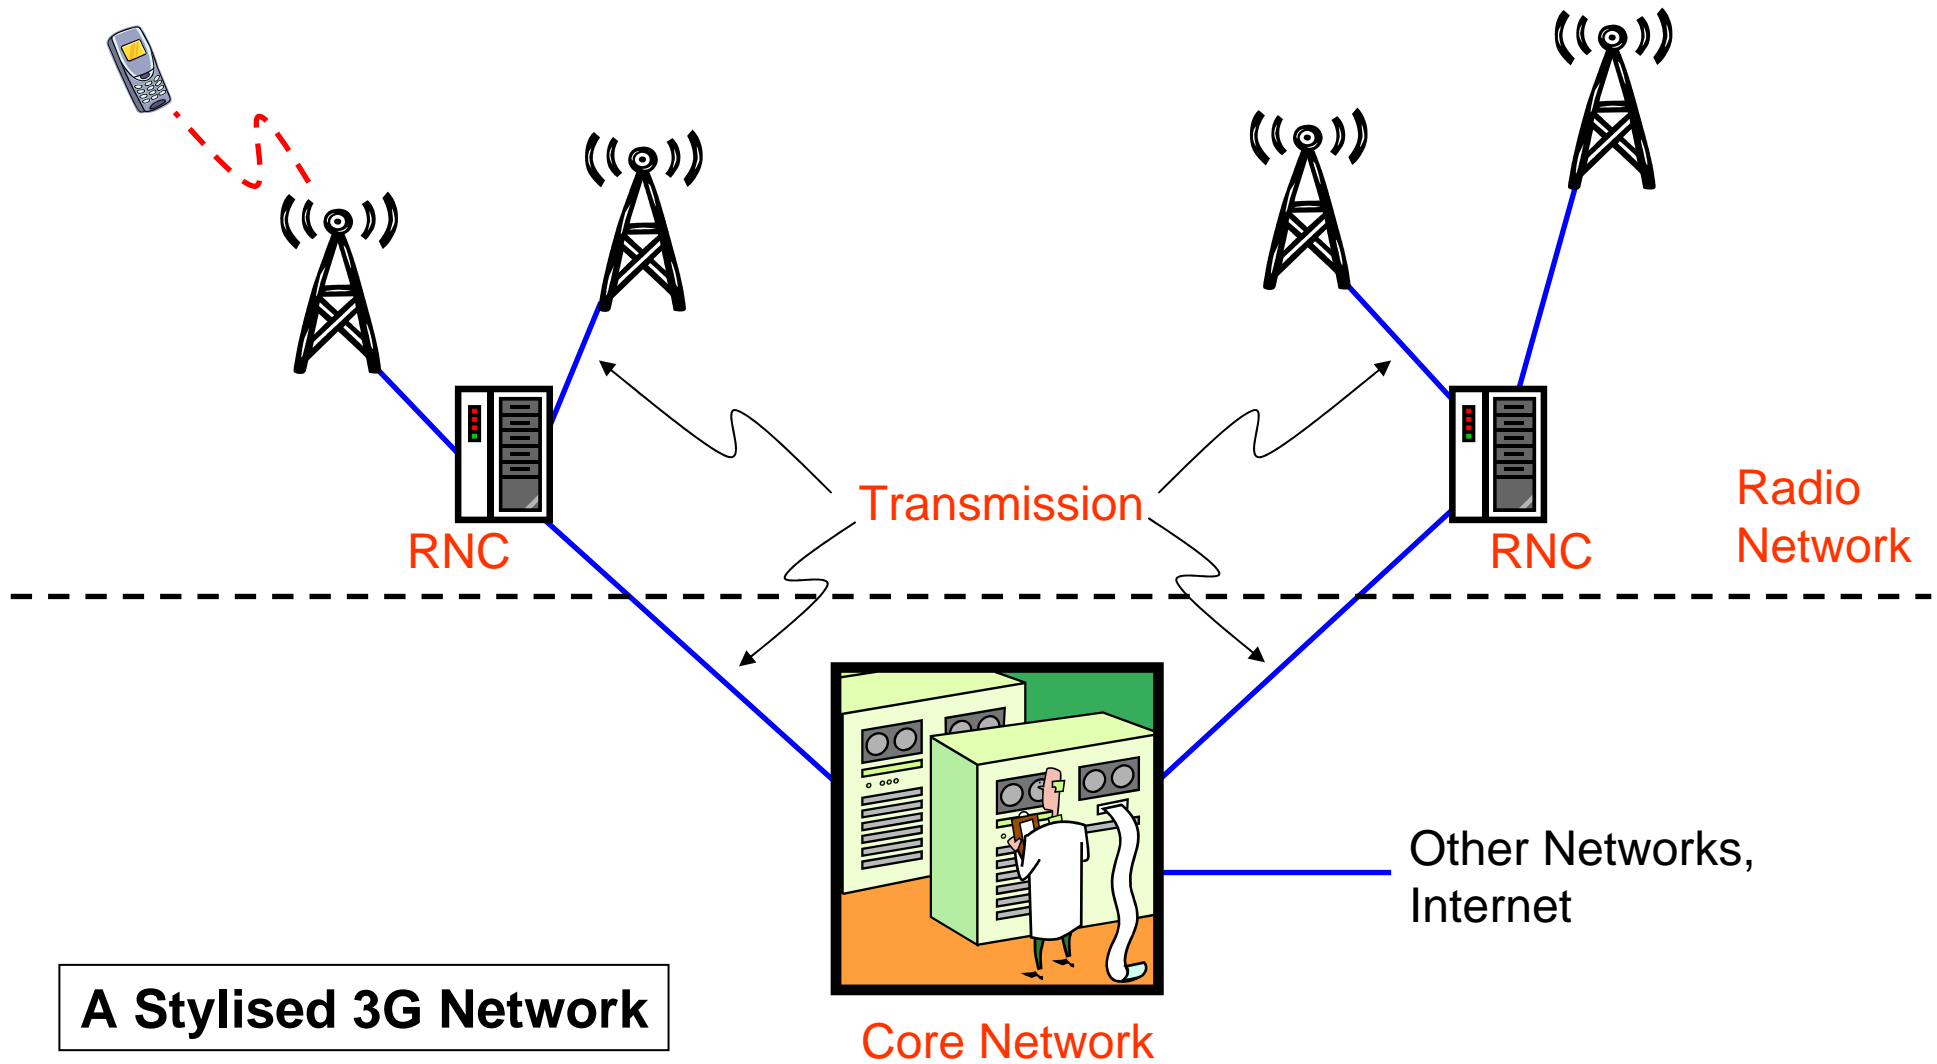 Transmission
Radio
Network
RNC
RNC
Other Networks,
Internet
A Stylised 3G Network
Core Network